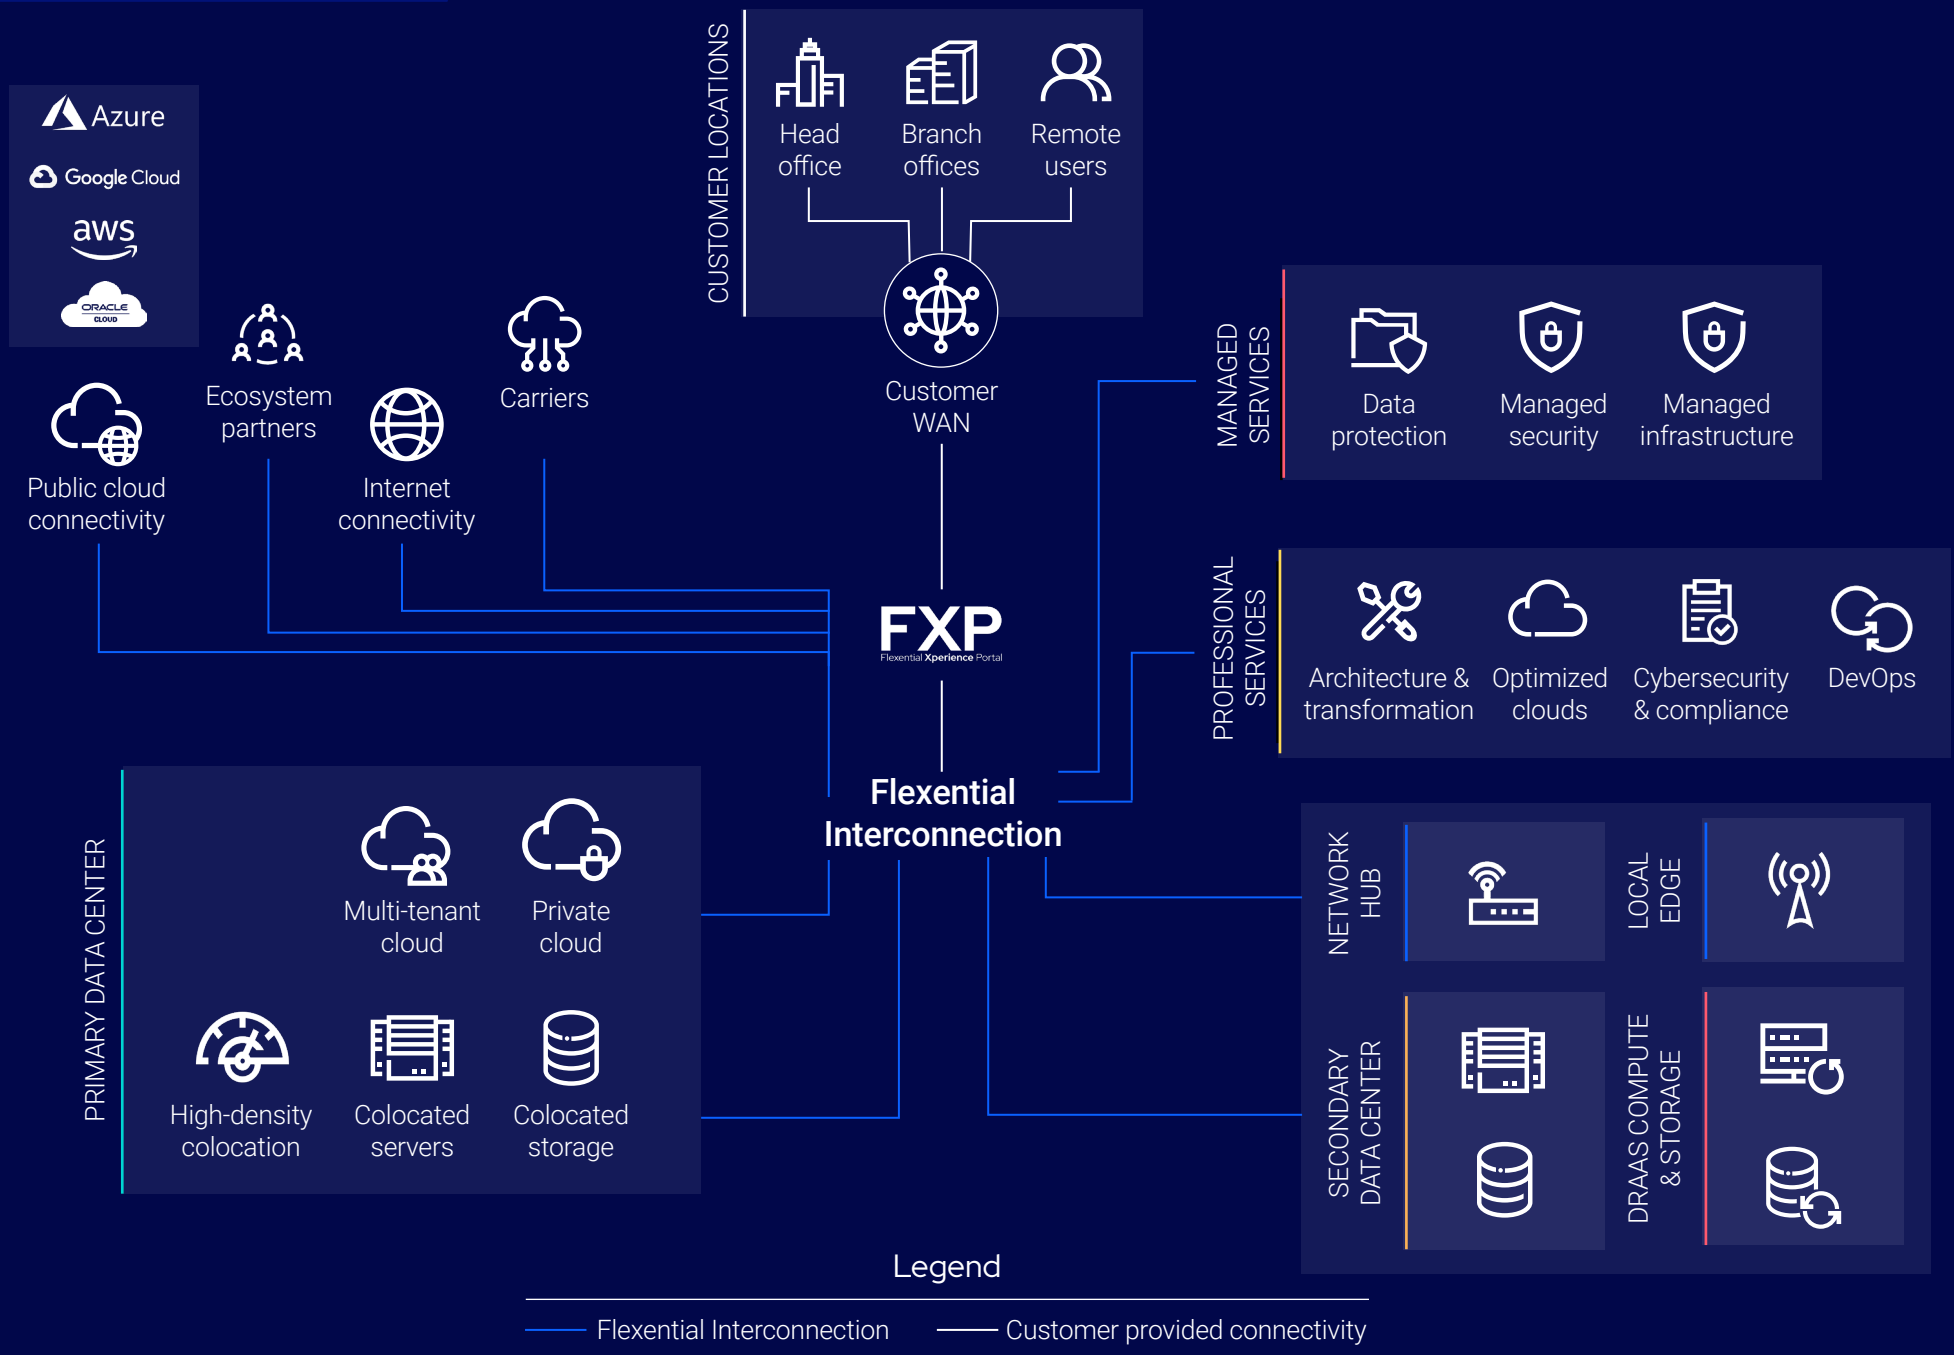 CUSTOMER LOCATIONS
Head
office
Branch
offices
Remote
users
Customer
WAN
Azure
Google Cloud
aws
ORACLE
CLOUD
Public cloud
connectivity
Ecosystem
partners
Internet
connectivity
Carriers
FXP
Flexential Xperience Portal
Flexential
Interconnection
MANAGED
SERVICES
Data
protection
Managed
security
Managed
infrastructure
PROFESSIONAL
SERVICES
Architecture &
transformation
Optimized
clouds
Cybersecurity
& compliance
DevOps
PRIMARY DATA CENTER
Multi-tenant
cloud
Private
cloud
High-density
colocation
Colocated
servers
Colocated
storage
NETWORK
HUB
LOCAL
EDGE
SECONDARY
DATA CENTER
DRAAS COMPUTE
& STORAGE
Legend
Flexential Interconnection
Customer provided connectivity